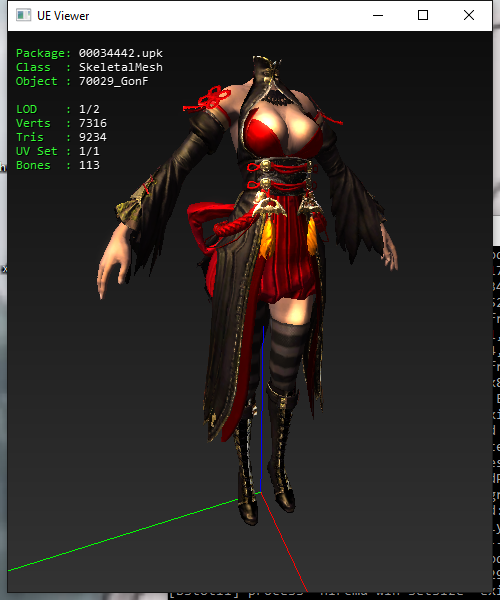 UE Viewer
Package: 00034442.upk
Class : SkeletalMesh
Object : 70029_GonF
LOD : 1/2
Verts : 7316
Tris : 9234
UV Set : 1/1
Bones : 113